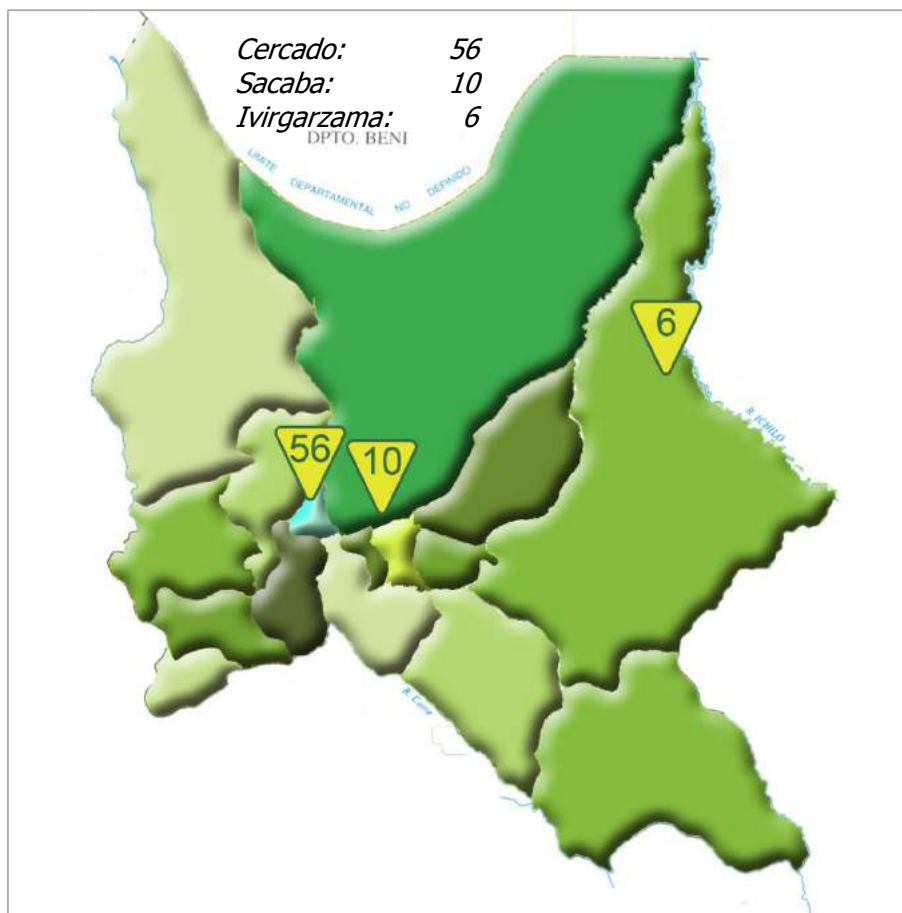 Cercado: 56
Sacaba: 10
Ivirgarzama: 6
DPTO. BENI
LIMITE DEPARTAMENTAL NO DEFINIDO
6
R. ICHILO
56
10
R. Caine